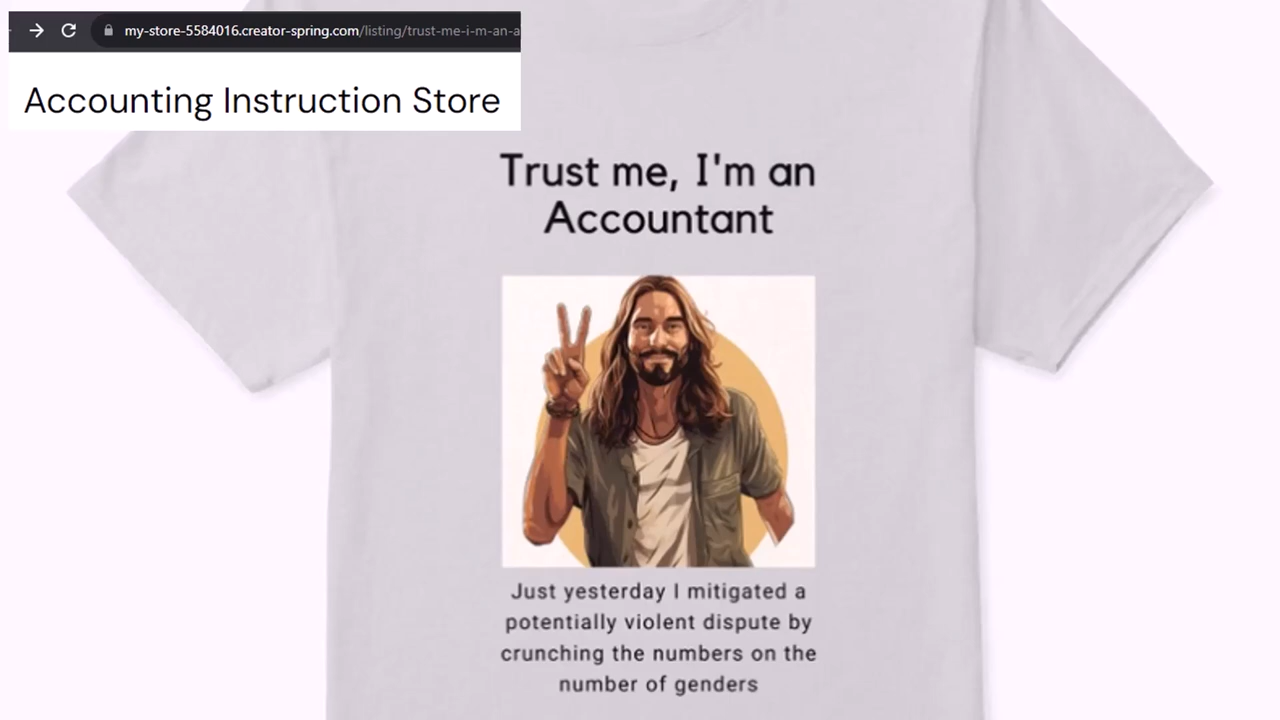 my-store-5584016.creator-spring.com/listing/trust-me-i-m-an-a
Accounting Instruction Store
Trust me, I'm an
Accountant
Just yesterday I mitigated a
potentially violent dispute by
crunching the numbers on the
number of genders